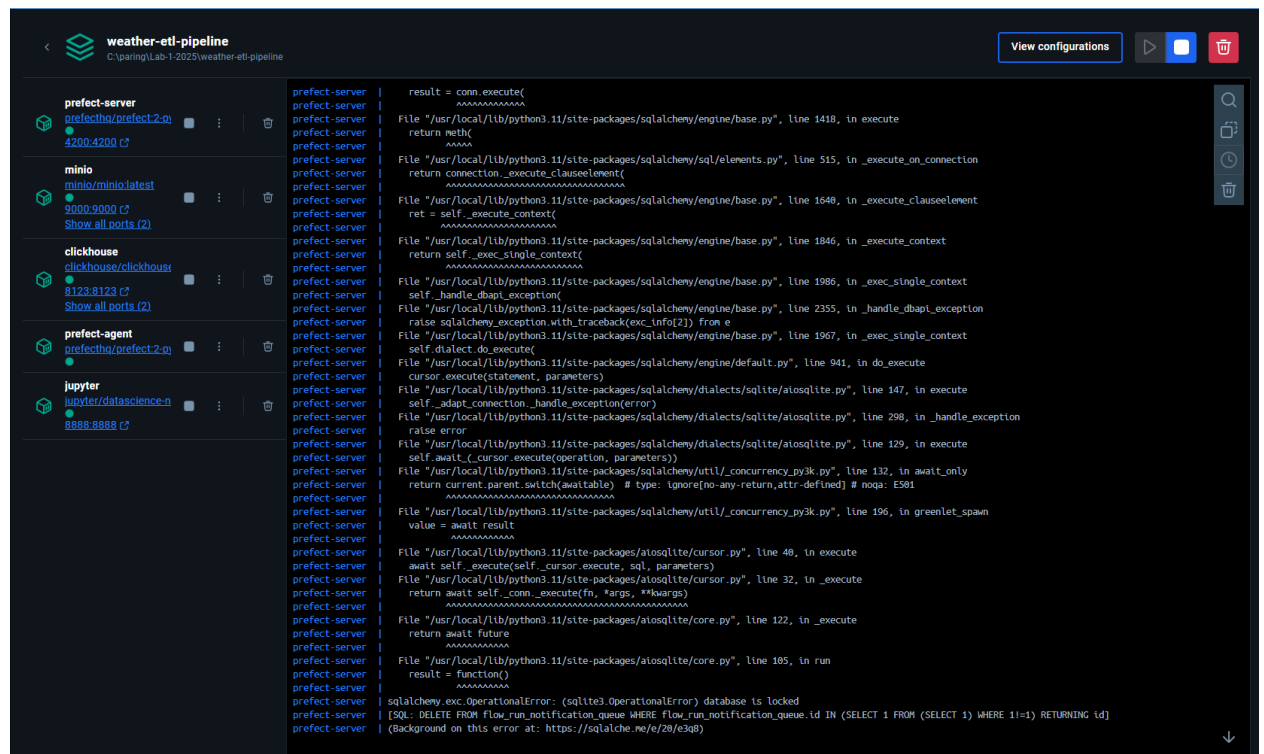 weather-etl-pipeline
C:\paring\Lab-1-2025\weather-etl-pipeline
View configurations
prefect-server
prefecthq/prefect:2-py
4200:4200
minio
minio/minio:latest
9000:9000
Show all ports (2)
clickhouse
clickhouse/clickhouse
8123:8123
Show all ports (2)
prefect-agent
prefecthq/prefect:2-py
jupyter
jupyter/datascience-n
8888:8888
prefect-server | result = conn.execute(
prefect-server | ^^^^^^^^^^^^^
prefect-server | File "/usr/local/lib/python3.11/site-packages/sqlalchemy/engine/base.py", line 1418, in execute
prefect-server | return meth(
prefect-server | ^^^^^
prefect-server | File "/usr/local/lib/python3.11/site-packages/sqlalchemy/sql/elements.py", line 515, in _execute_on_connection
prefect-server | return connection._execute_clauseelement(
prefect-server | ^^^^^^^^^^^^^^^^^^^^^^^^^^^^^^^^^^
prefect-server | File "/usr/local/lib/python3.11/site-packages/sqlalchemy/engine/base.py", line 1640, in _execute_clauseelement
prefect-server | ret = self._execute_context(
prefect-server | ^^^^^^^^^^^^^^^^^^^^^^
prefect-server | File "/usr/local/lib/python3.11/site-packages/sqlalchemy/engine/base.py", line 1846, in _execute_context
prefect-server | return self._exec_single_context(
prefect-server | ^^^^^^^^^^^^^^^^^^^^^^^^^^
prefect-server | File "/usr/local/lib/python3.11/site-packages/sqlalchemy/engine/base.py", line 1986, in _exec_single_context
prefect-server | self._handle_dbapi_exception(
prefect-server | File "/usr/local/lib/python3.11/site-packages/sqlalchemy/engine/base.py", line 2355, in _handle_dbapi_exception
prefect-server | raise sqlalchemy_exception.with_traceback(exc_info[2]) from e
prefect-server | File "/usr/local/lib/python3.11/site-packages/sqlalchemy/engine/base.py", line 1967, in _exec_single_context
prefect-server | self.dialect.do_execute(
prefect-server | File "/usr/local/lib/python3.11/site-packages/sqlalchemy/engine/default.py", line 941, in do_execute
prefect-server | cursor.execute(statement, parameters)
prefect-server | File "/usr/local/lib/python3.11/site-packages/sqlalchemy/dialects/sqlite/aiosqlite.py", line 147, in execute
prefect-server | self._adapt_connection._handle_exception(error)
prefect-server | File "/usr/local/lib/python3.11/site-packages/sqlalchemy/dialects/sqlite/aiosqlite.py", line 298, in _handle_exception
prefect-server | raise error
prefect-server | File "/usr/local/lib/python3.11/site-packages/sqlalchemy/dialects/sqlite/aiosqlite.py", line 129, in execute
prefect-server | self.await_(_cursor.execute(operation, parameters))
prefect-server | File "/usr/local/lib/python3.11/site-packages/sqlalchemy/util/_concurrency_py3k.py", line 132, in await_only
prefect-server | return current.parent.switch(awaitable) # type: ignore[no-any-return,attr-defined] # noqa: E501
prefect-server | ^^^^^^^^^^^^^^^^^^^^^^^^^^^^^^^^
prefect-server | File "/usr/local/lib/python3.11/site-packages/sqlalchemy/util/_concurrency_py3k.py", line 196, in greenlet_spawn
prefect-server | value = await result
prefect-server | ^^^^^^^^^^^^
prefect-server | File "/usr/local/lib/python3.11/site-packages/aiosqlite/cursor.py", line 40, in execute
prefect-server | await self._execute(self._cursor.execute, sql, parameters)
prefect-server | File "/usr/local/lib/python3.11/site-packages/aiosqlite/cursor.py", line 32, in _execute
prefect-server | return await self._conn._execute(fn, *args, **kwargs)
prefect-server | ^^^^^^^^^^^^^^^^^^^^^^^^^^^^^^^^^^^^^^^^^^^^^^
prefect-server | File "/usr/local/lib/python3.11/site-packages/aiosqlite/core.py", line 122, in _execute
prefect-server | return await future
prefect-server | ^^^^^^^^^^^^
prefect-server | File "/usr/local/lib/python3.11/site-packages/aiosqlite/core.py", line 105, in run
prefect-server | result = function()
prefect-server | ^^^^^^^^^^
prefect-server | sqlalchemy.exc.OperationalError: (sqlite3.OperationalError) database is locked
prefect-server | [SQL: DELETE FROM flow_run_notification_queue WHERE flow_run_notification_queue.id IN (SELECT 1 FROM (SELECT 1) WHERE 1!=1) RETURNING id]
prefect-server | (Background on this error at: https://sqlalche.me/e/20/e3q8)